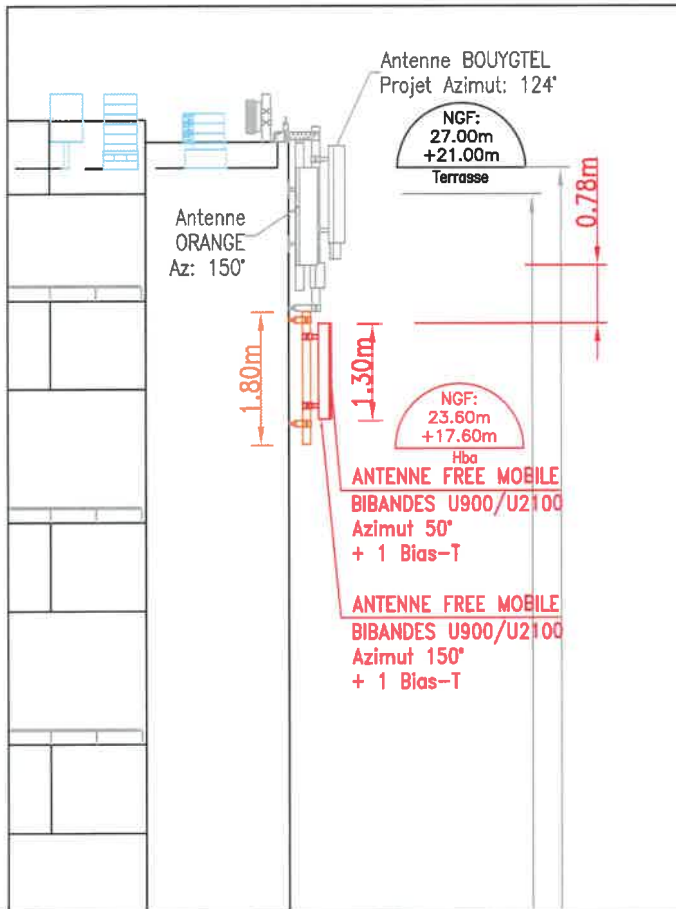 Antenne BOUYGTEL
Projet Azimut: 124°
NGF:
27.00m
+21.00m
Terrasse
0.78m
Antenne
ORANGE
Az: 150°
1.80m
1.30m
NGF:
23.60m
+17.60m
Hba
ANTENNE FREE MOBILE
BIBANDES U900/U2100
Azimut 50°
+ 1 Bias-T
ANTENNE FREE MOBILE
BIBANDES U900/U2100
Azimut 150°
+ 1 Bias-T